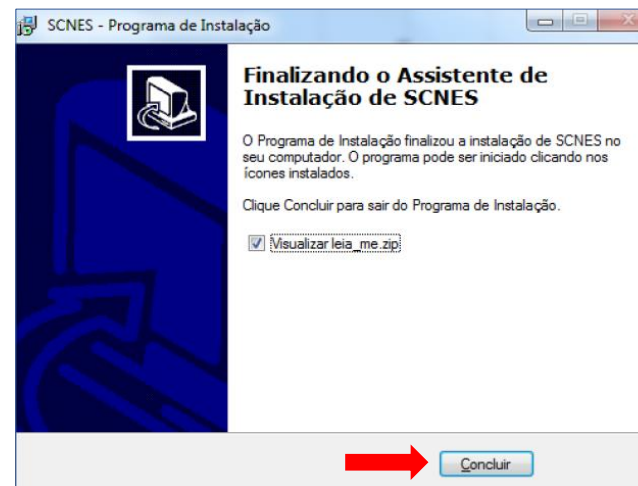 SCNES - Programa de Instalação
Finalizando o Assistente de
Instalação de SCNES
O Programa de Instalação finalizou a instalação de SCNES no
seu computador. O programa pode ser iniciado clicando nos
ícones instalados.
Clique Concluir para sair do Programa de Instalação.
Visualizar leia_me.zip
Concluir